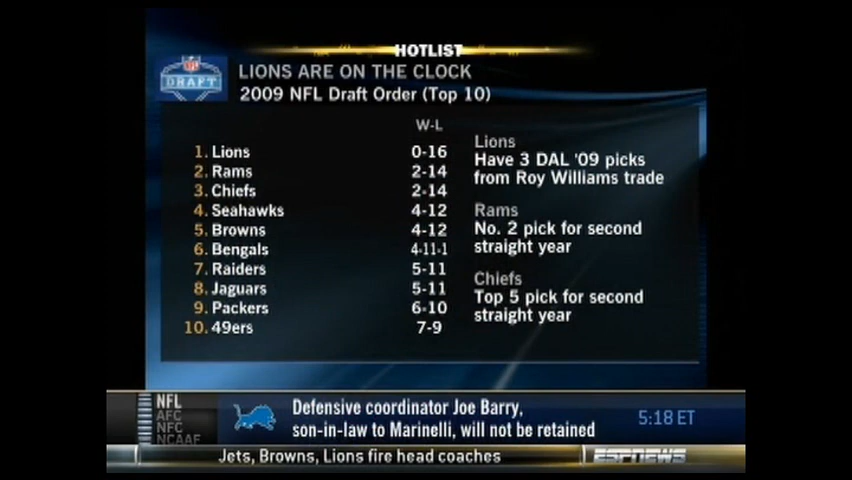 HOTLIST
NFL
DRAFT
LIONS ARE ON THE CLOCK
2009 NFL Draft Order (Top 10)
W-L
1. Lions 0-16
2. Rams 2-14
3. Chiefs 2-14
4. Seahawks 4-12
5. Browns 4-12
6. Bengals 4-11-1
7. Raiders 5-11
8. Jaguars 5-11
9. Packers 6-10
10. 49ers 7-9
Lions
Have 3 DAL '09 picks
from Roy Williams trade
Rams
No. 2 pick for second
straight year
Chiefs
Top 5 pick for second
straight year
NFL
AFC
NFC
NCAAF
Defensive coordinator Joe Barry,
son-in-law to Marinelli, will not be retained
5:18 ET
Jets, Browns, Lions fire head coaches
ESPNEWS